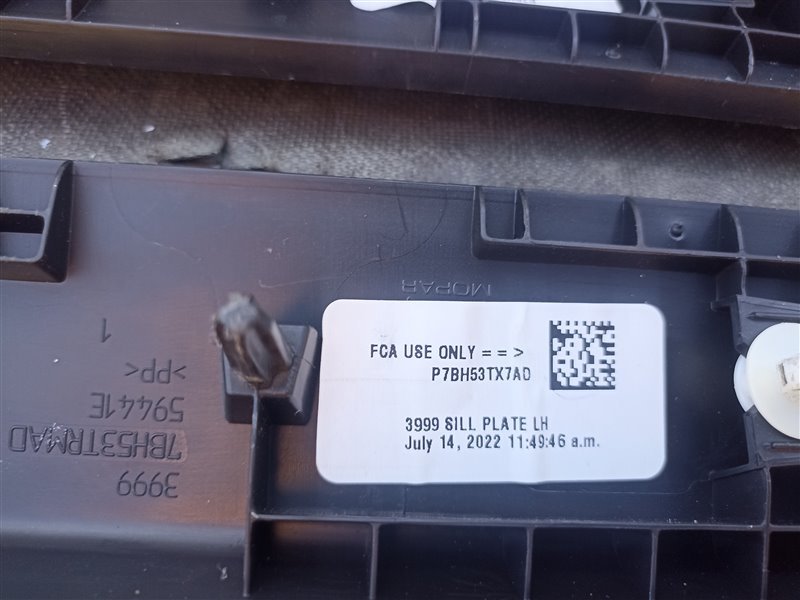 MOPAR
FCA USE ONLY = = >
P7BH53TX7AD
3999 SILL PLATE LH
July 14, 2022 11:49:46 a.m.
3999
7BH53TRMAD
59441E
>PP<
1